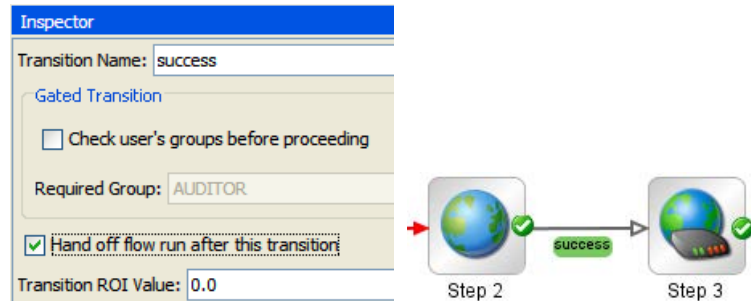 Inspector
Transition Name: success
Gated Transition
Check user's groups before proceeding
Required Group: AUDITOR
Hand off flow run after this transition
Transition ROI Value: 0.0
success
Step 2
Step 3